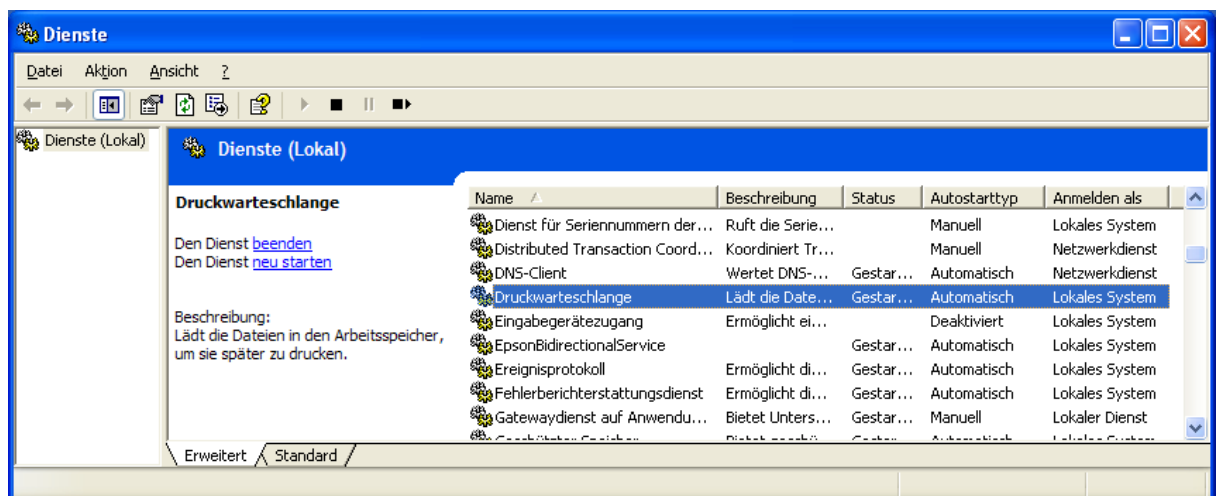 Dienste
Datei Aktion Ansicht ?
Dienste (Lokal)
Dienste (Lokal)
Druckwarteschlange
Den Dienst beenden
Den Dienst neu starten
Beschreibung:
Lädt die Dateien in den Arbeitsspeicher,
um sie später zu drucken.
Name Beschreibung Status Autostarttyp Anmelden als
Dienst für Seriennummern der... Ruft die Serie... Manuell Lokales System
Distributed Transaction Coord... Koordiniert Tr... Manuell Netzwerkdienst
DNS-Client Wertet DNS-... Gestar... Automatisch Netzwerkdienst
Druckwarteschlange Lädt die Date... Gestar... Automatisch Lokales System
Eingabegerätezugang Ermöglicht ei... Deaktiviert Lokales System
EpsonBidirectionalService Gestar... Automatisch Lokales System
Ereignisprotokoll Ermöglicht di... Gestar... Automatisch Lokales System
Fehlerberichterstattungsdienst Ermöglicht di... Gestar... Automatisch Lokales System
Gatewaydienst auf Anwendu... Bietet Unters... Gestar... Manuell Lokaler Dienst
Erweitert Standard